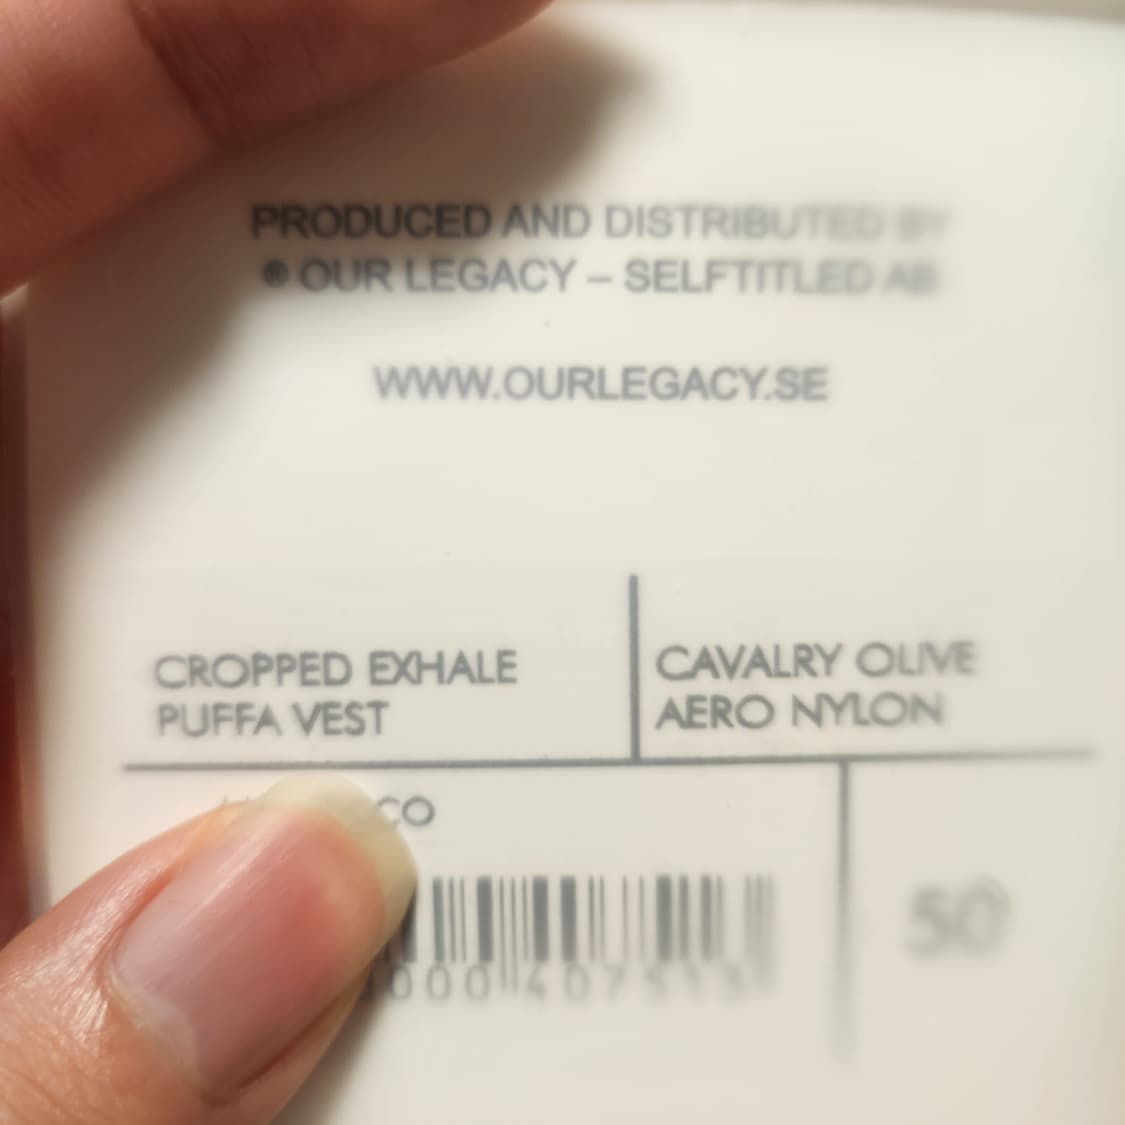 PRODUCED AND DISTRIBUTED BY
® OUR LEGACY – SELFTITLED AB
WWW.OURLEGACY.SE
CROPPED EXHALE
PUFFA VEST
CAVALRY OLIVE
AERO NYLON
50